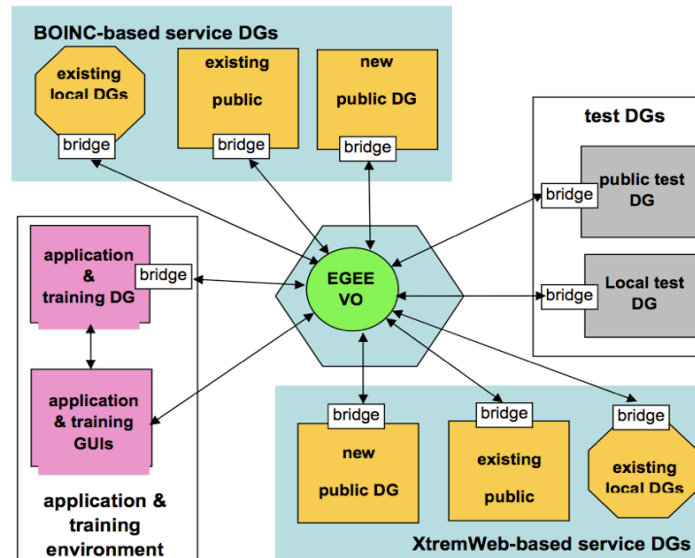 BOINC-based service DGs
existing
local DGs
bridge
existing
public
bridge
new
public DG
bridge
test DGs
public test
DG
bridge
Local test
DG
bridge
application
&
training DG
bridge
EGEE
VO
application
& training
GUIs
application &
training
environment
bridge
new
public DG
bridge
existing
public
bridge
existing
local DGs
XtremWeb-based service DGs